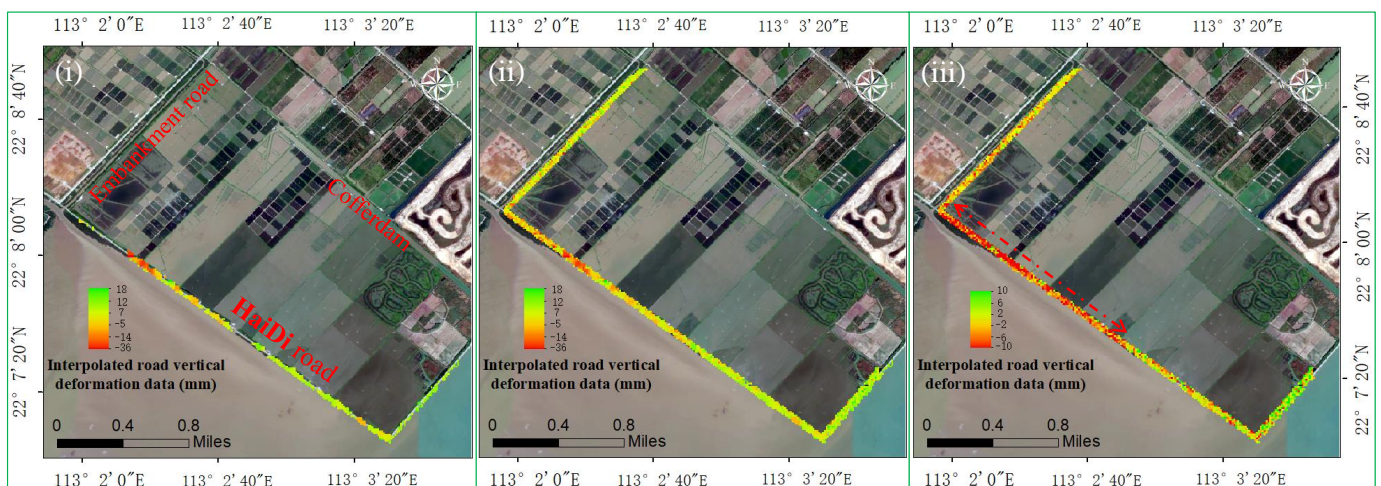 113° 2′ 0″E 113° 2′ 40″E 113° 3′ 20″E
113° 2′ 0″E 113° 2′ 40″E 113° 3′ 20″E
113° 2′ 0″E 113° 2′ 40″E 113° 3′ 20″E
22° 8′ 40″N
22° 8′ 00″N
22° 7′ 20″N
(i)
N
Embankment road
Cofferdam
HaiDi road
18
7
-5
-14
-36
Interpolated road vertical
deformation data (mm)
0 0.4 0.8
Miles
(ii)
N
W E
S
18
7
-5
-14
-36
Interpolated road vertical
deformation data (mm)
0 0.4 0.8
Miles
(iii)
N
W E
S
10
6
2
-2
-6
-10
Interpolated road vertical
deformation data (mm)
0 0.4 0.8
Miles
22° 8′ 40″N
22° 8′ 00″N
22° 7′ 20″N
113° 2′ 0″E 113° 2′ 40″E 113° 3′ 20″E
113° 2′ 0″E 113° 2′ 40″E 113° 3′ 20″E
113° 2′ 0″E 113° 2′ 40″E 113° 3′ 20″E